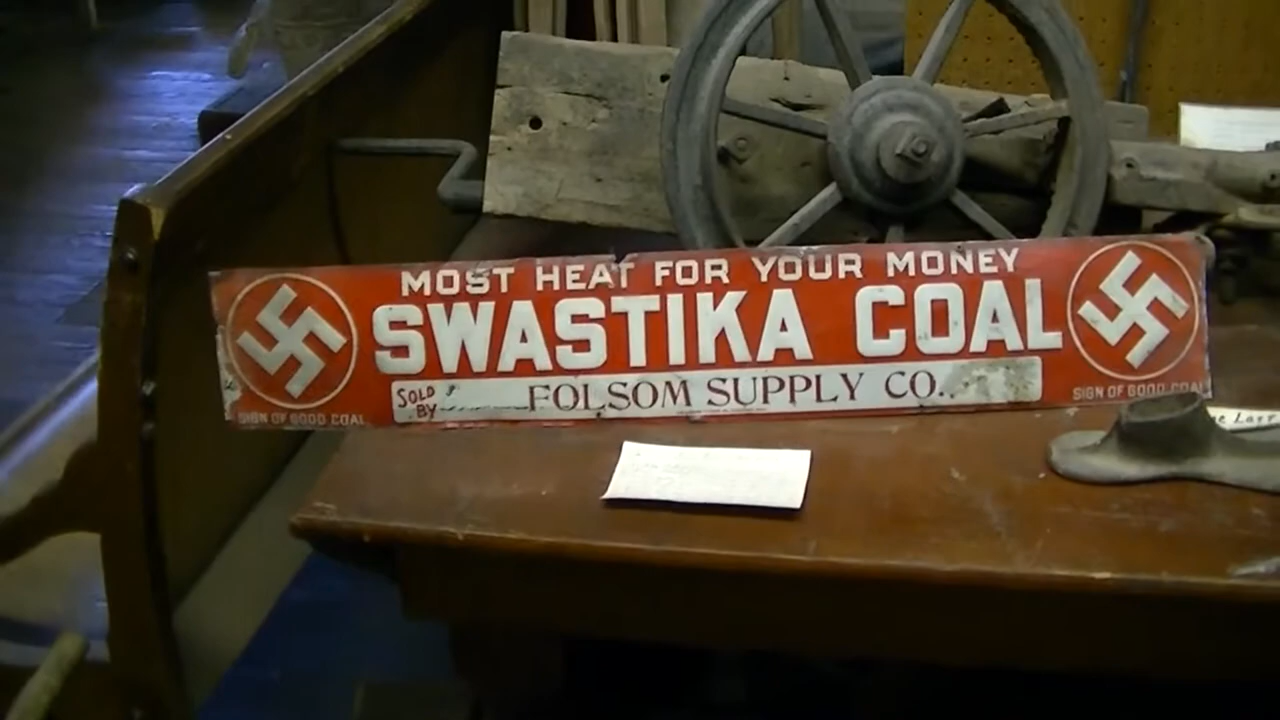 MOST HEAT FOR YOUR MONEY
SWASTIKA COAL
SOLD BY
FOLSOM SUPPLY CO.
SIGN OF GOOD COAL
SIGN OF GOOD COAL